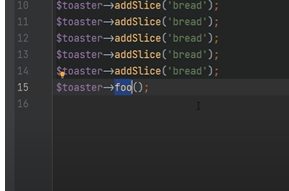 10 $toaster->addSlice('bread');
11 $toaster->addSlice('bread');
12 $toaster->addSlice('bread');
13 $toaster->addSlice('bread');
14 $toaster->addSlice('bread');
15 $toaster->foo();
16